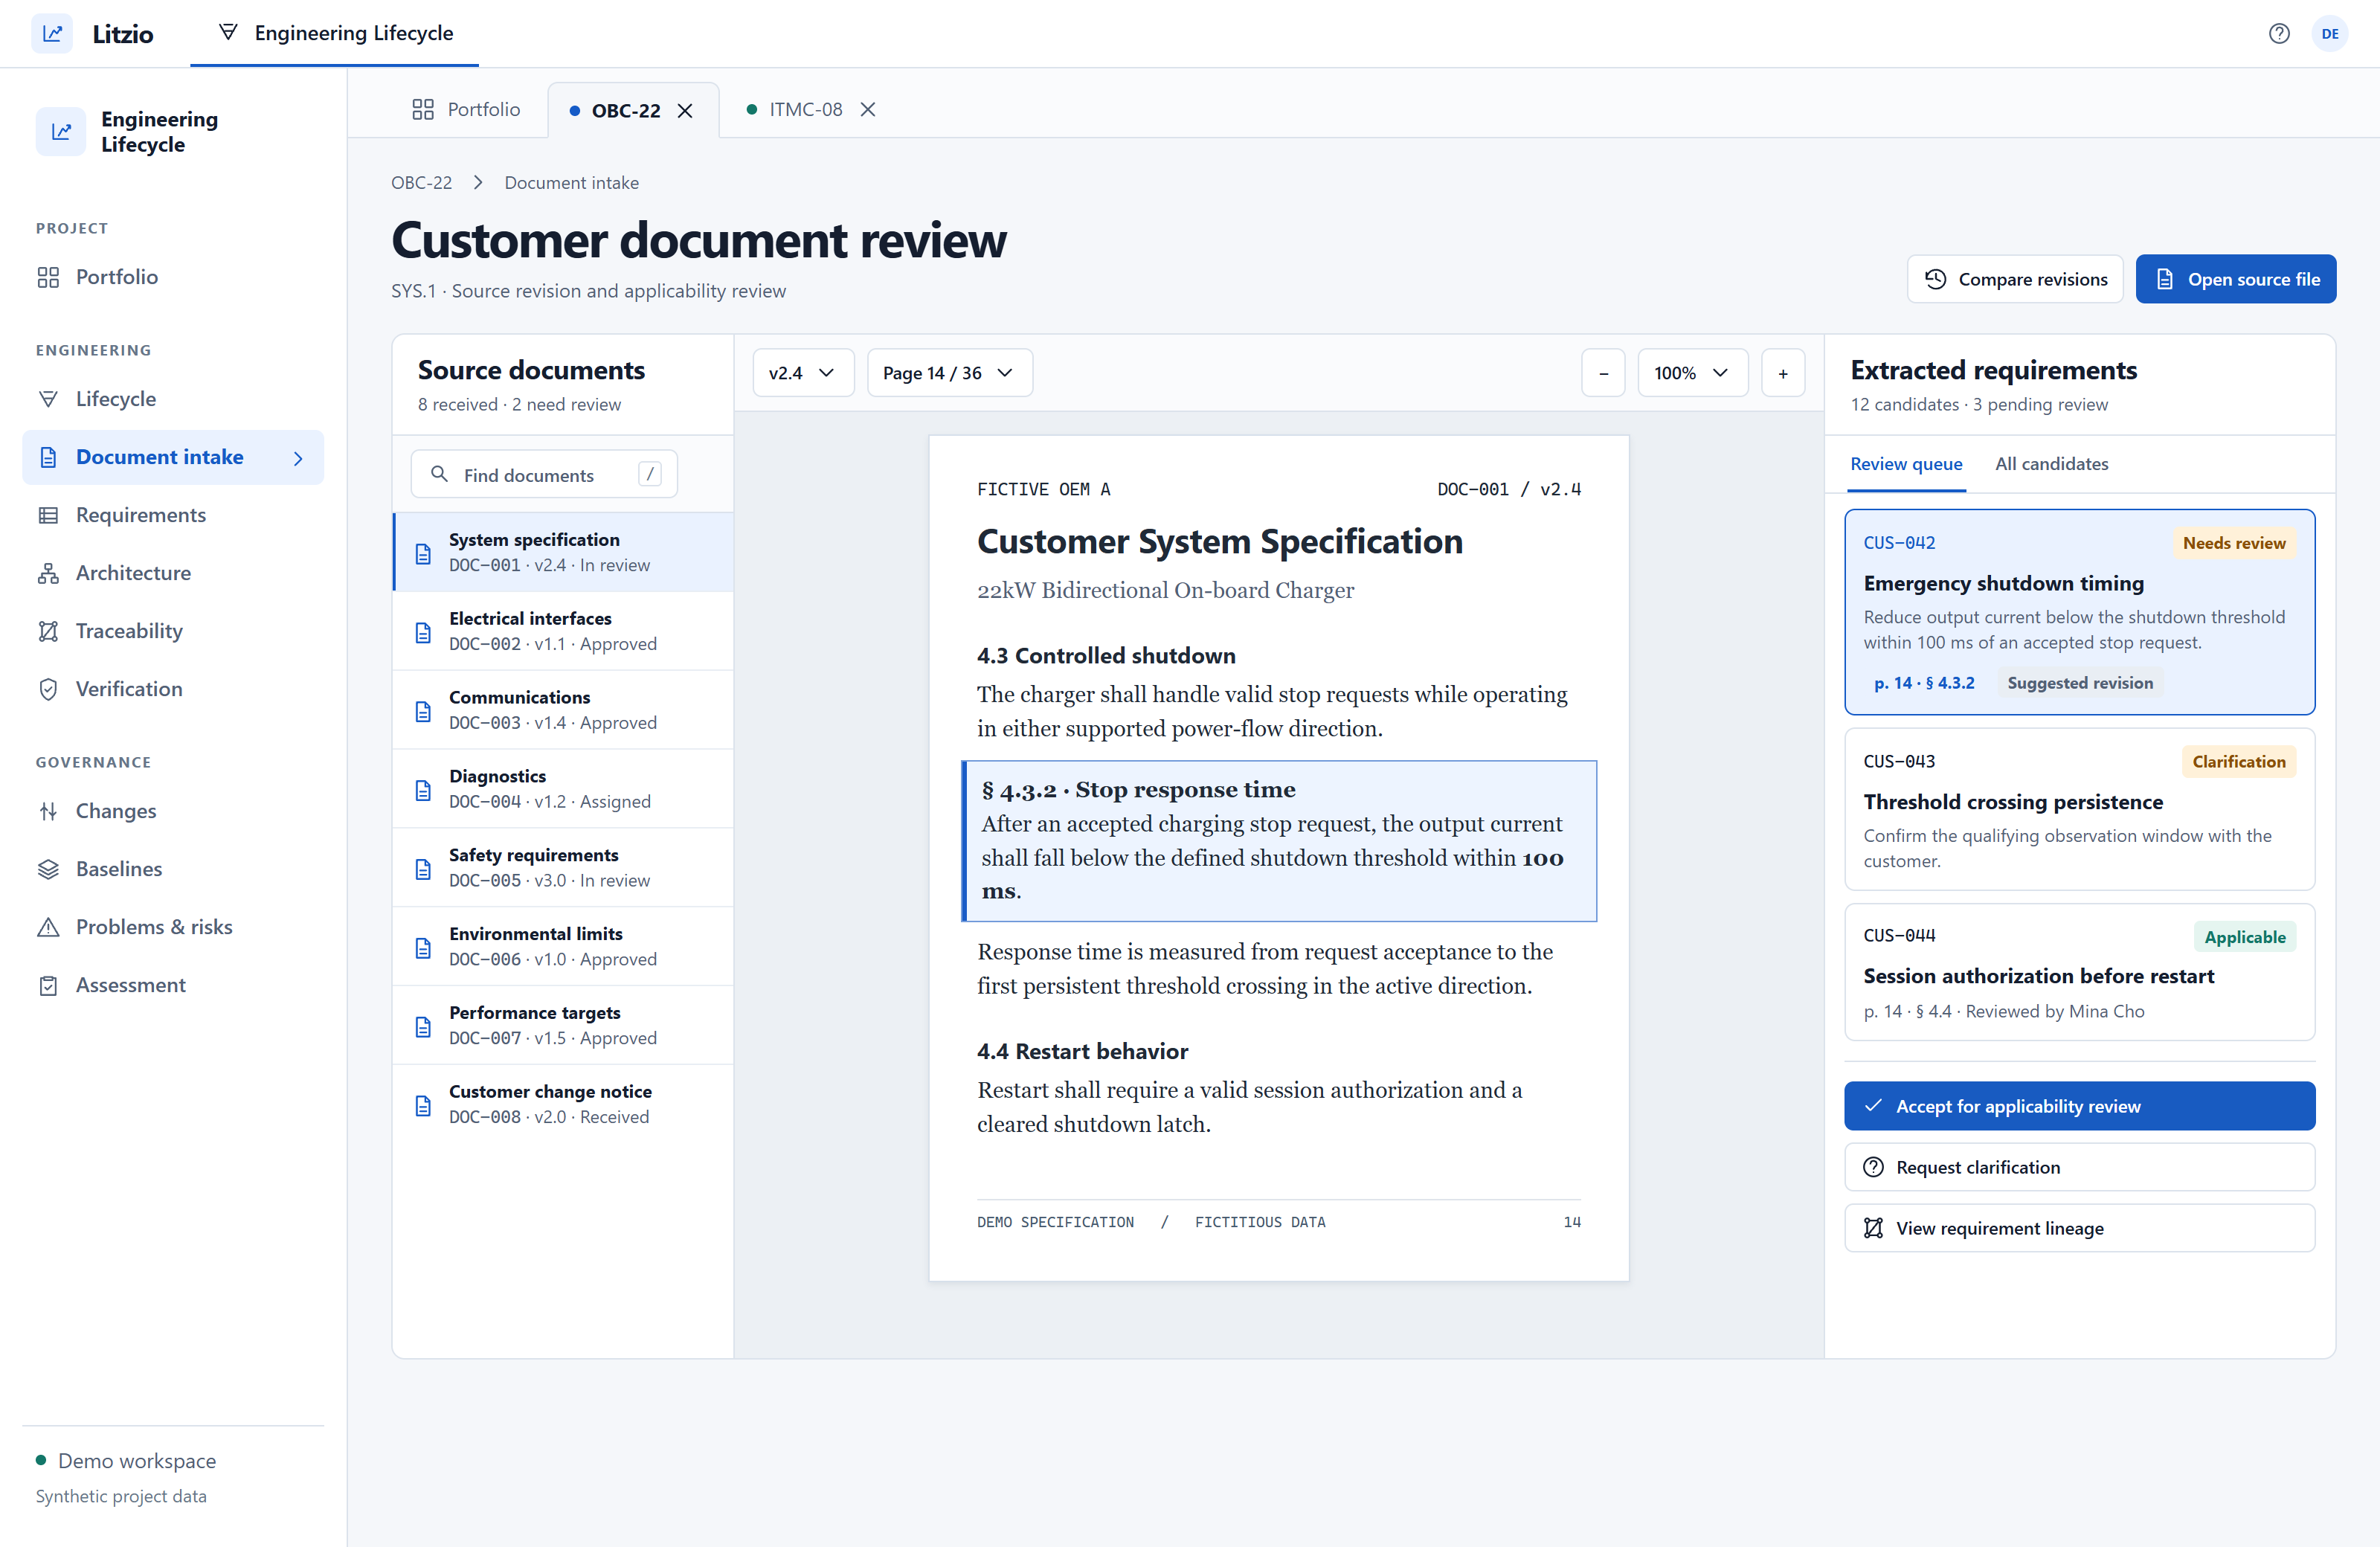 Litzio
Engineering Lifecycle
DE
Engineering
Lifecycle
PROJECT
Portfolio
ENGINEERING
Lifecycle
Document intake
Requirements
Architecture
Traceability
Verification
GOVERNANCE
Changes
Baselines
Problems & risks
Assessment
Demo workspace
Synthetic project data
Portfolio
OBC-22
ITMC-08
OBC-22 > Document intake
Customer document review
SYS.1 · Source revision and applicability review
Compare revisions
Open source file
Source documents
8 received · 2 need review
Find documents /
System specification
DOC-001 · v2.4 · In review
Electrical interfaces
DOC-002 · v1.1 · Approved
Communications
DOC-003 · v1.4 · Approved
Diagnostics
DOC-004 · v1.2 · Assigned
Safety requirements
DOC-005 · v3.0 · In review
Environmental limits
DOC-006 · v1.0 · Approved
Performance targets
DOC-007 · v1.5 · Approved
Customer change notice
DOC-008 · v2.0 · Received
v2.4
Page 14 / 36
−
100%
+
FICTIVE OEM A
DOC-001 / v2.4
Customer System Specification
22kW Bidirectional On-board Charger
4.3 Controlled shutdown
The charger shall handle valid stop requests while operating
in either supported power-flow direction.
§ 4.3.2 · Stop response time
After an accepted charging stop request, the output current
shall fall below the defined shutdown threshold within 100
ms.
Response time is measured from request acceptance to the
first persistent threshold crossing in the active direction.
4.4 Restart behavior
Restart shall require a valid session authorization and a
cleared shutdown latch.
DEMO SPECIFICATION / FICTITIOUS DATA
14
Extracted requirements
12 candidates · 3 pending review
Review queue
All candidates
CUS-042
Needs review
Emergency shutdown timing
Reduce output current below the shutdown threshold
within 100 ms of an accepted stop request.
p. 14 · § 4.3.2
Suggested revision
CUS-043
Clarification
Threshold crossing persistence
Confirm the qualifying observation window with the
customer.
CUS-044
Applicable
Session authorization before restart
p. 14 · § 4.4 · Reviewed by Mina Cho
Accept for applicability review
Request clarification
View requirement lineage